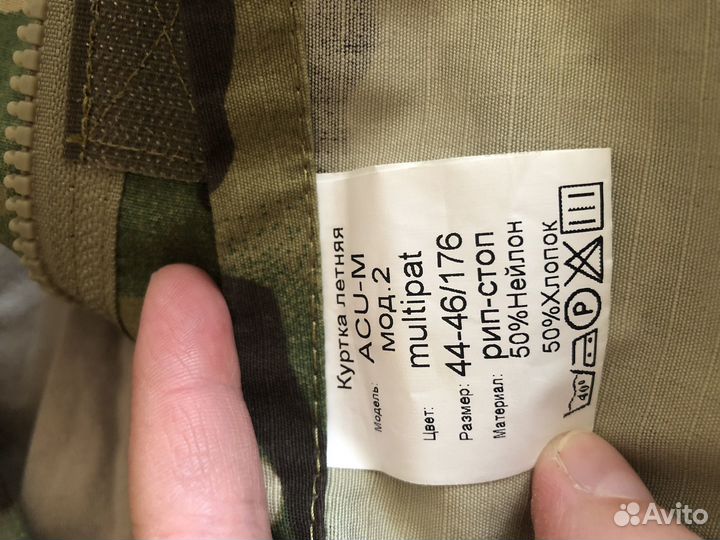 Куртка летняя
Модель: ACU-M
мод.2
Цвет: multipat
Размер: 44-46/176
Материал: рип-стоп
50%Нейлон
50%Хлопок
40°
P
Avito